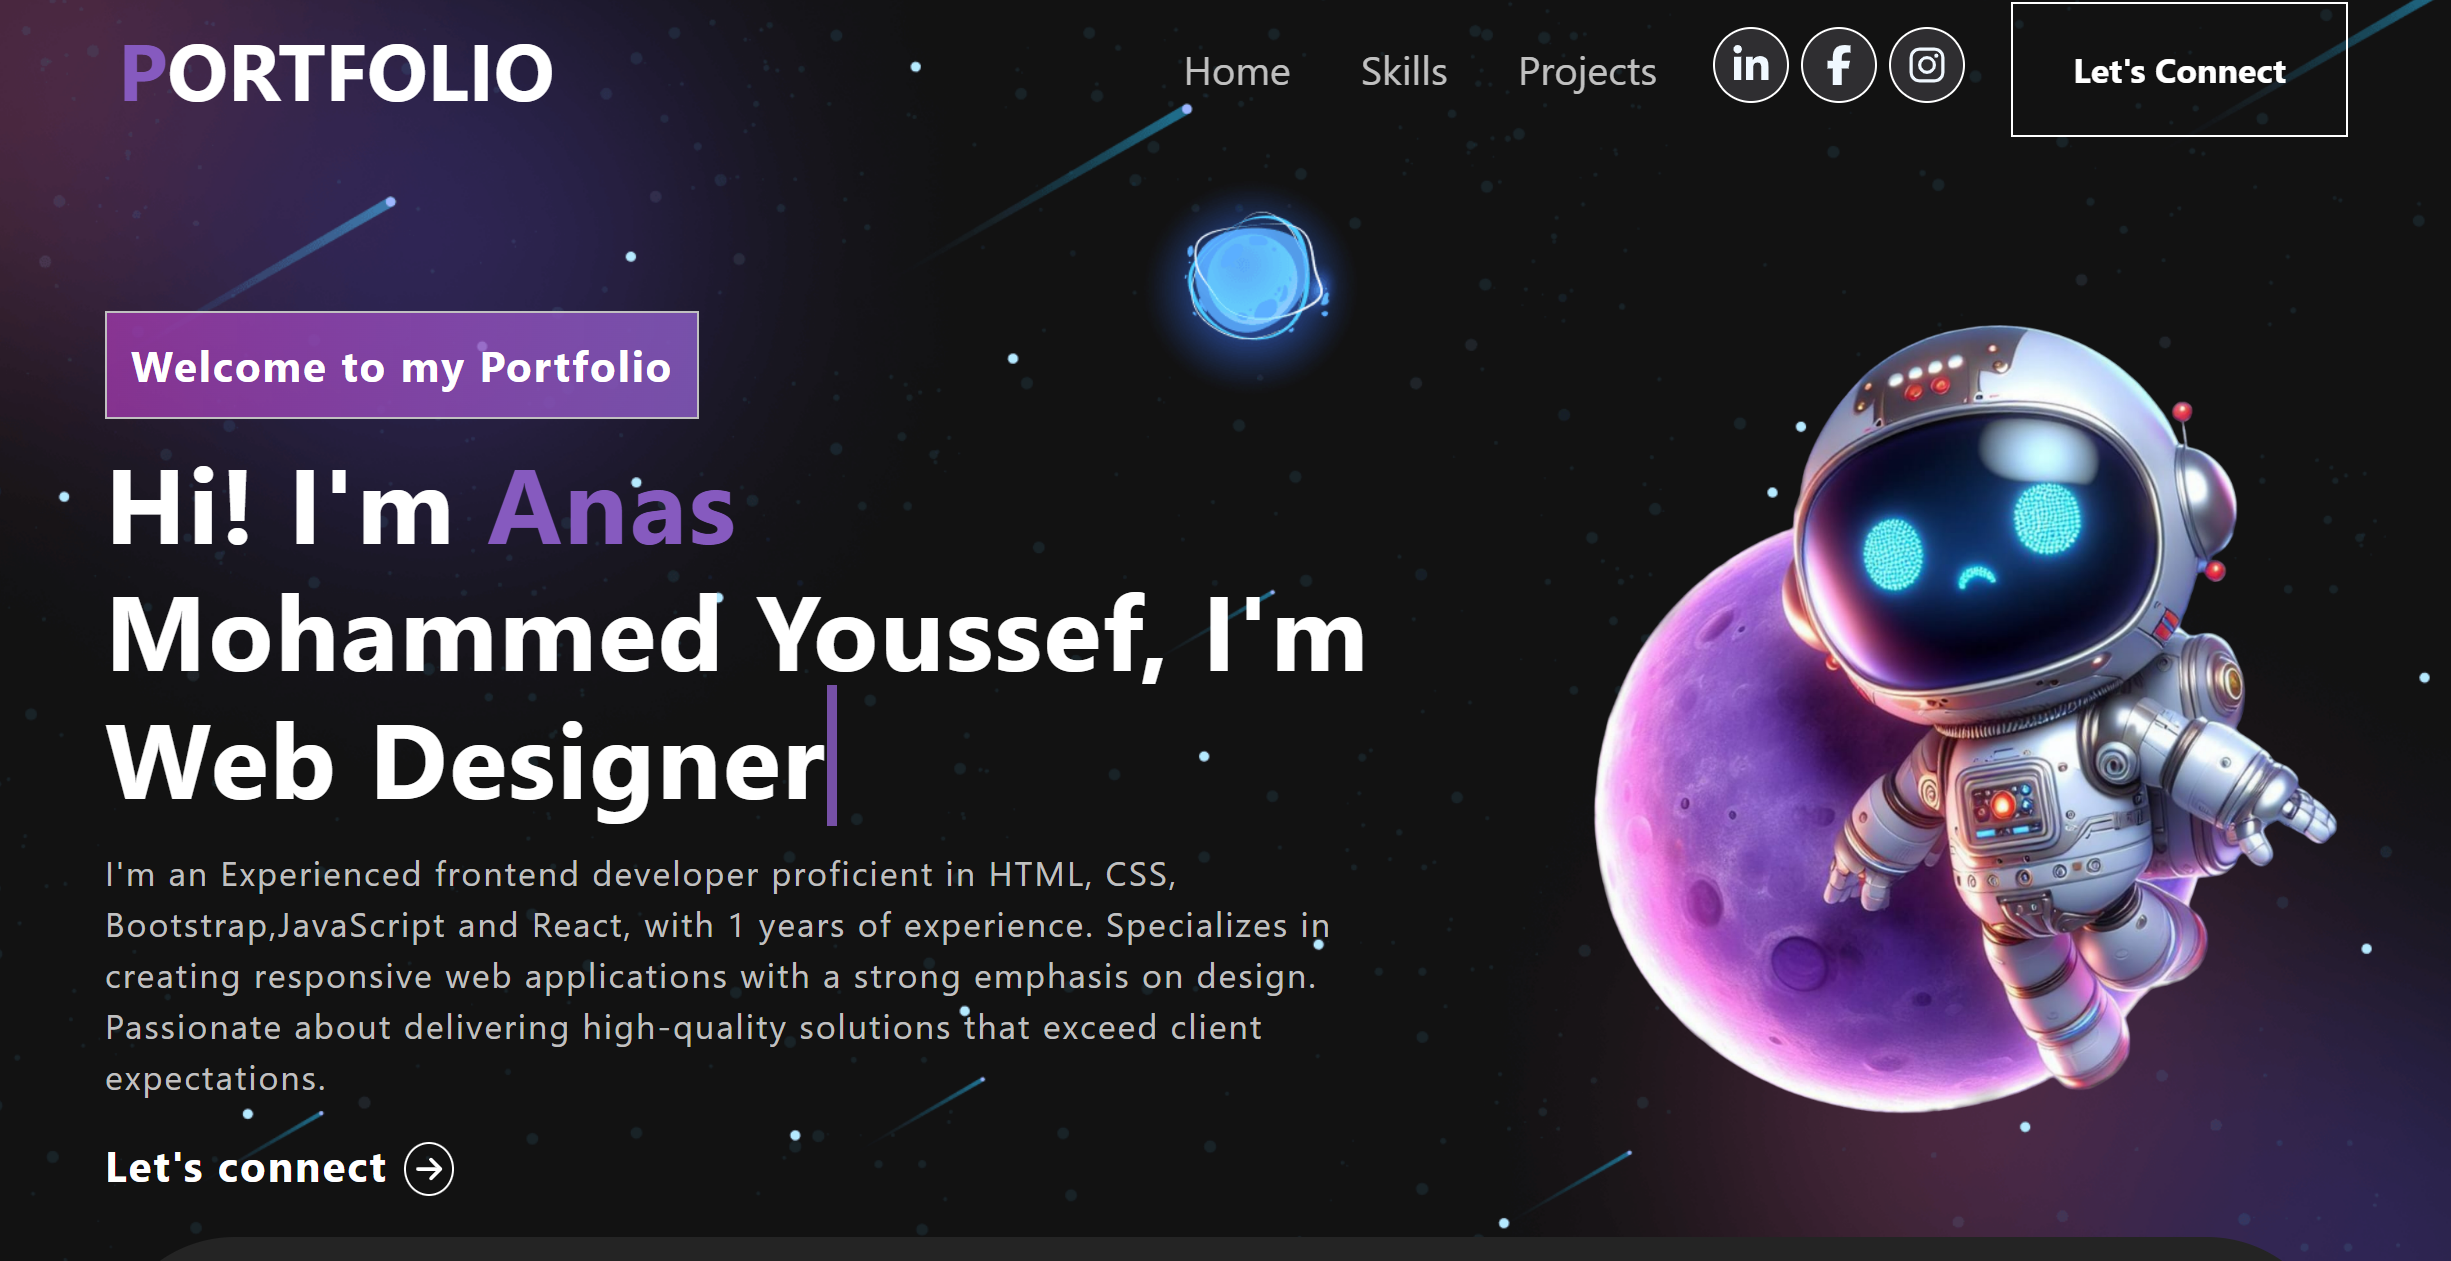 PORTFOLIO
Home
Skills
Projects
in
f
Let's Connect
Welcome to my Portfolio
Hi! I'm Anas
Mohammed Youssef, I'm
Web Designer
I'm an Experienced frontend developer proficient in HTML, CSS,
Bootstrap,JavaScript and React, with 1 years of experience. Specializes in
creating responsive web applications with a strong emphasis on design.
Passionate about delivering high-quality solutions that exceed client
expectations.
Let's connect